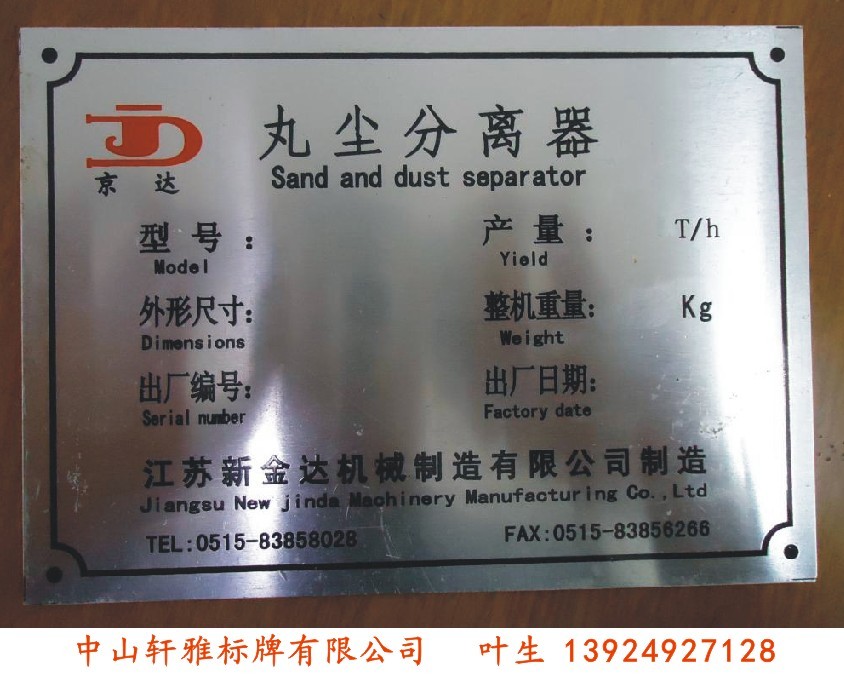 丸尘分离器
Sand and dust separator
京达
型号： 产量： T/h
Model Yield
外形尺寸： 整机重量： Kg
Dimensions Weight
出厂编号： 出厂日期：
Serial number Factory date
江苏新金达机械制造有限公司制造
Jiangsu New jinda Machinery Manufacturing Co.,Ltd
TEL:0515-83858028 FAX:0515-83856266
中山轩雅标牌有限公司 叶生 13924927128